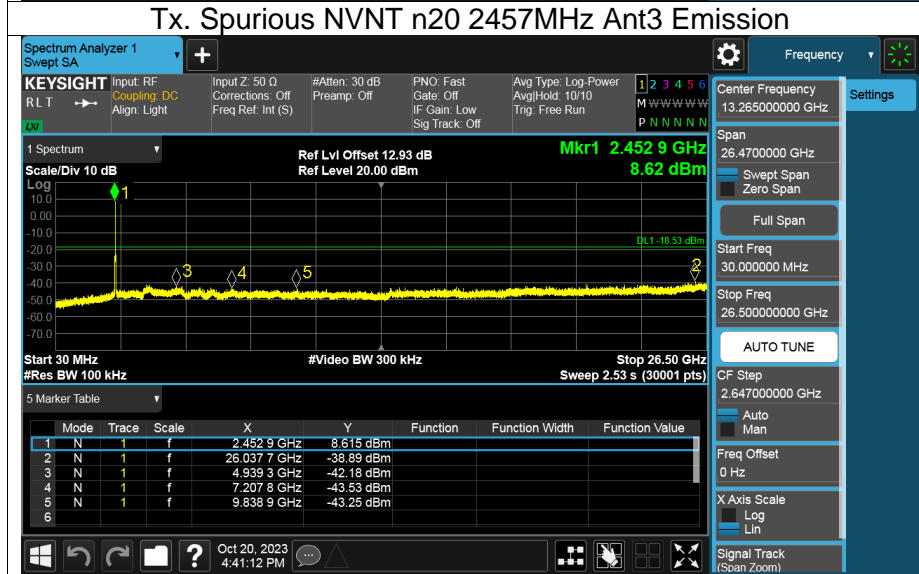 Tx. Spurious NVNT n20 2457MHz Ant3 Emission
Spectrum Analyzer 1
Swept SA
+
Frequency
KEYSIGHT
RLT
LXI
Input: RF
Coupling: DC
Align: Light
Input Z: 50 Ω
Corrections: Off
Freq Ref: Int (S)
#Atten: 30 dB
Preamp: Off
PNO: Fast
Gate: Off
IF Gain: Low
Sig Track: Off
Avg Type: Log-Power
Avg|Hold: 10/10
Trig: Free Run
1 2 3 4 5 6
M W W W W W
P N N N N N
Center Frequency
13.265000000 GHz
Settings
Span
26.4700000 GHz
Swept Span
Zero Span
Full Span
Start Freq
30.000000 MHz
Stop Freq
26.500000000 GHz
AUTO TUNE
CF Step
2.647000000 GHz
Auto
Man
Freq Offset
0 Hz
X Axis Scale
Log
Lin
Signal Track
(Span Zoom)
1 Spectrum
Scale/Div 10 dB
Ref Lvl Offset 12.93 dB
Ref Level 20.00 dBm
Mkr1 2.452 9 GHz
8.62 dBm
Log
10.0
0.00
-10.0
-20.0
-30.0
-40.0
-50.0
-60.0
-70.0
1
DL1 -18.53 dBm
3
4
5
2
Start 30 MHz
#Res BW 100 kHz
#Video BW 300 kHz
Stop 26.50 GHz
Sweep 2.53 s (30001 pts)
5 Marker Table
Mode Trace Scale X Y Function Function Width Function Value
1 N 1 f 2.452 9 GHz 8.615 dBm
2 N 1 f 26.037 7 GHz -38.89 dBm
3 N 1 f 4.939 3 GHz -42.18 dBm
4 N 1 f 7.207 8 GHz -43.53 dBm
5 N 1 f 9.838 9 GHz -43.25 dBm
6
?
Oct 20, 2023
4:41:12 PM